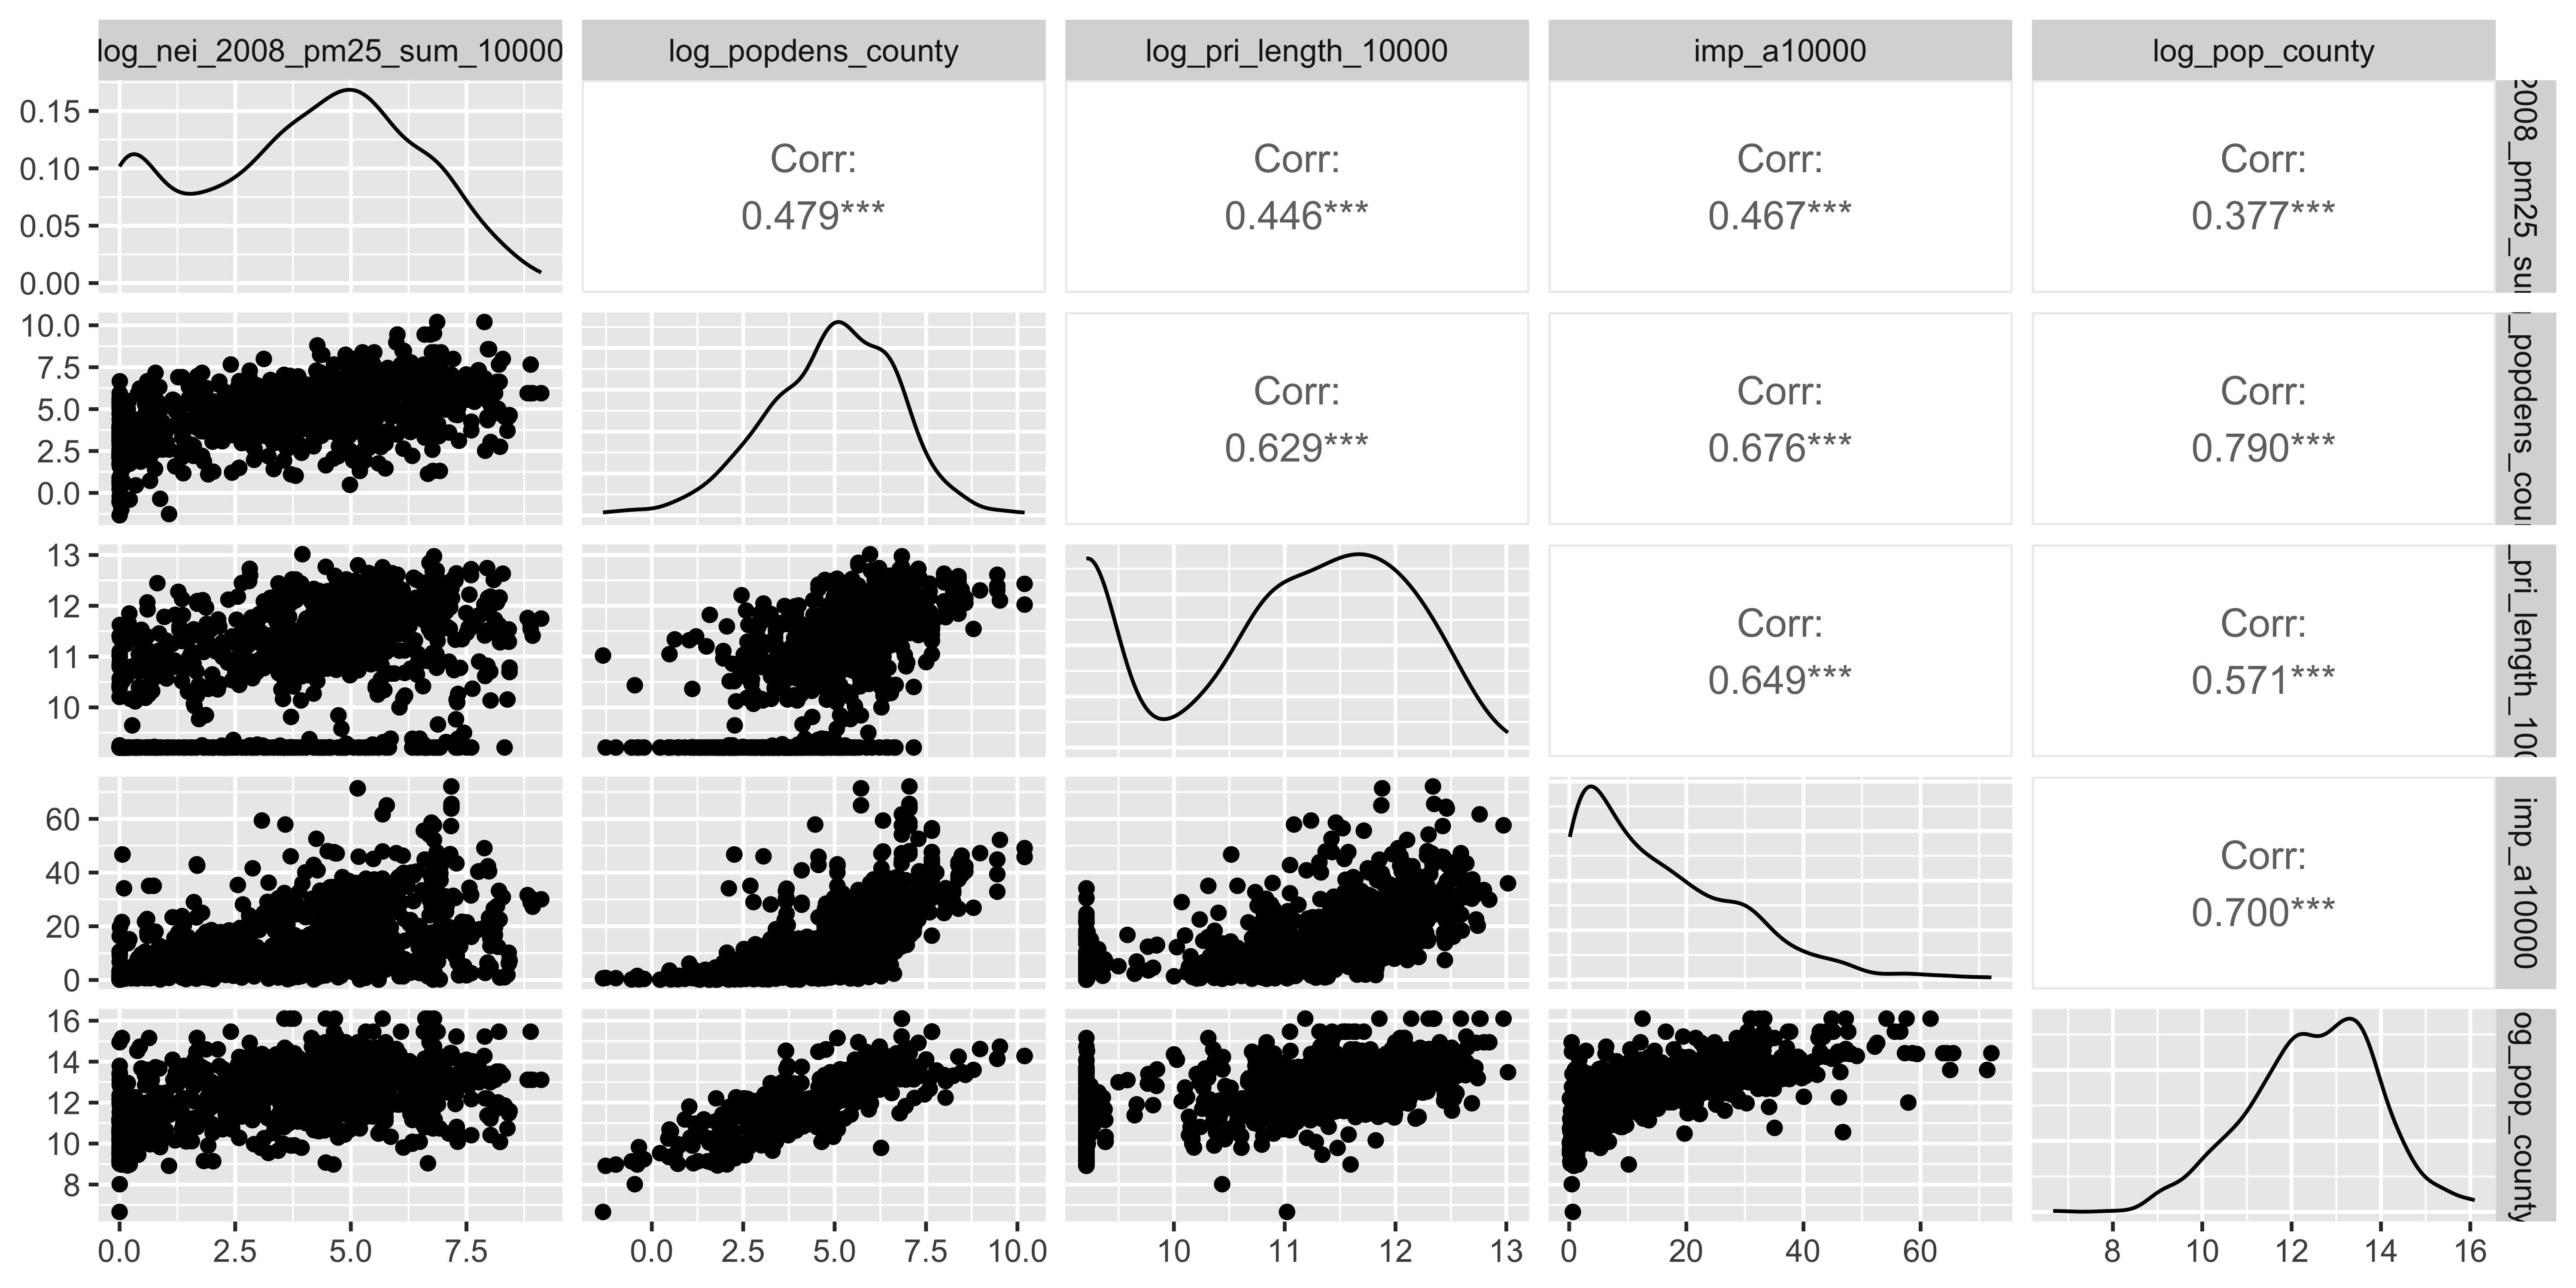 log_nei_2008_pm25_sum_10000 log_popdens_county log_pri_length_10000 imp_a10000 log_pop_county
0.15
0.10
0.05
0.00
Corr:
0.479***
Corr:
0.446***
Corr:
0.467***
Corr:
0.377***
2008_pm25_su
10.0
7.5
5.0
2.5
0.0
Corr:
0.629***
Corr:
0.676***
Corr:
0.790***
_popdens_cou
13
12
11
10
Corr:
0.649***
Corr:
0.571***
_pri_length_10
60
40
20
0
Corr:
0.700***
imp_a10000
16
14
12
10
8
og_pop_county
0.0 2.5 5.0 7.5
0.0 2.5 5.0 7.5 10.0
10 11 12 13
0 20 40 60
8 10 12 14 16